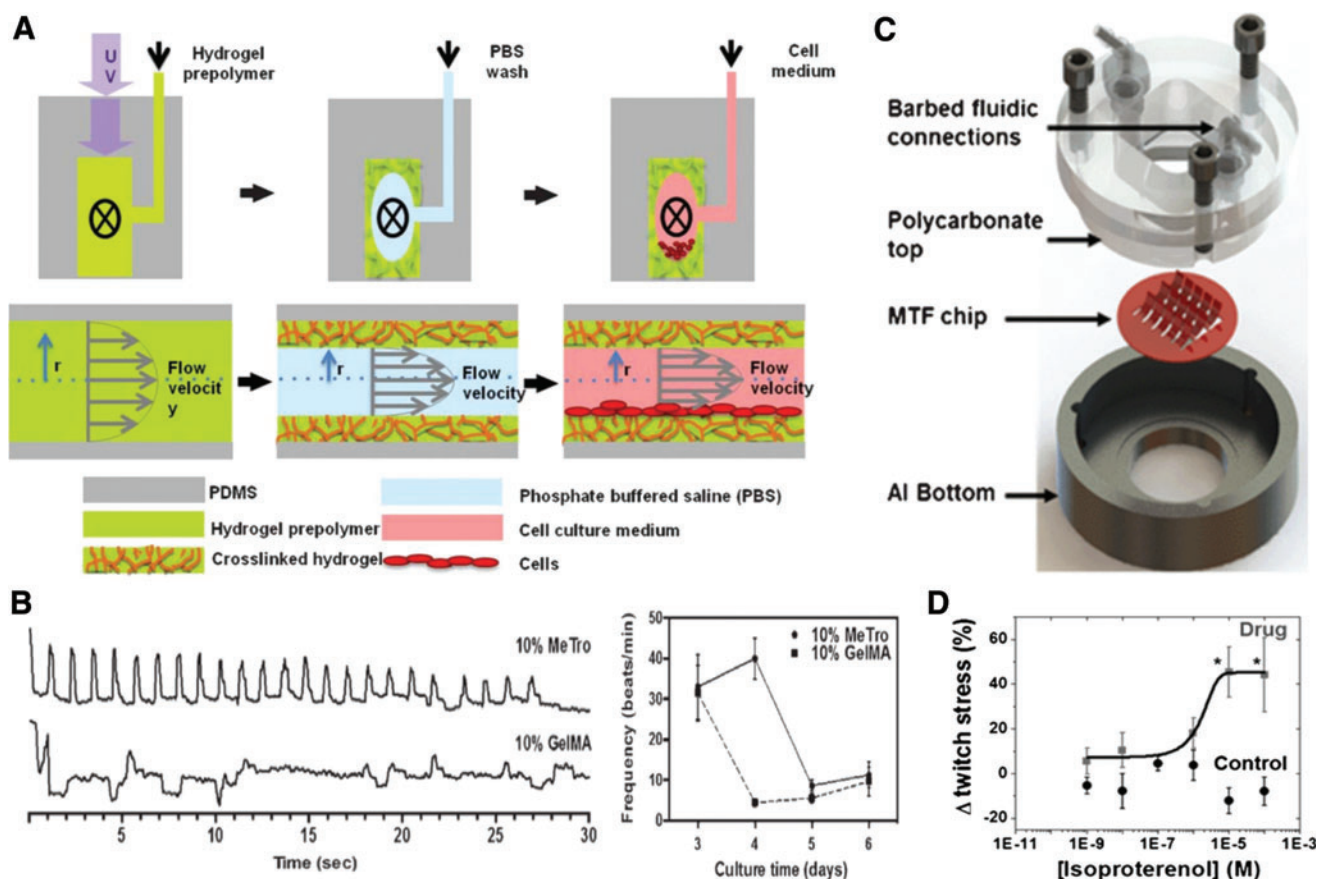 A
UV
Hydrogel
prepolymer
PBS
wash
Cell
medium
r
Flow
velocit
y
r
Flow
velocity
r
Flow
velocity
PDMS
Phosphate buffered saline (PBS)
Hydrogel prepolymer
Cell culture medium
Crosslinked hydrogel
Cells
C
Barbed fluidic
connections
Polycarbonate
top
MTF chip
Al Bottom
B
10% MeTro
10% GelMA
5
10
15
20
25
30
Time (sec)
Frequency (beats/min)
50
40
30
20
10
0
10% MeTro
10% GelMA
3
4
5
6
Culture time (days)
D
Δ twitch stress (%)
60
40
20
0
-20
Drug
*
*
Control
1E-11
1E-9
1E-7
1E-5
1E-3
[Isoproterenol] (M)